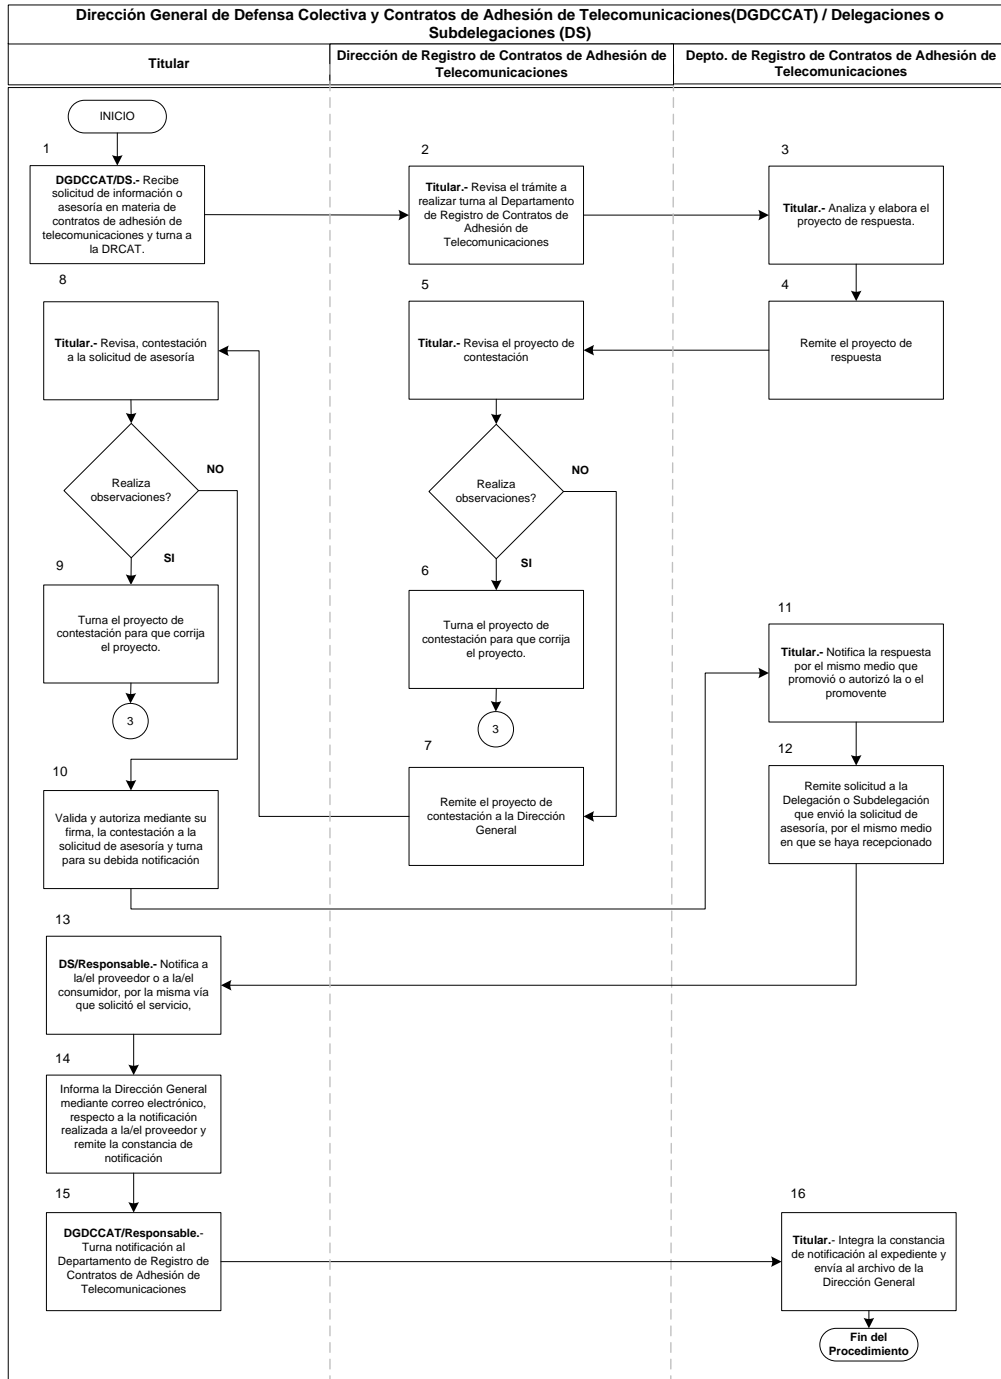 Dirección General de Defensa Colectiva y Contratos de Adhesión de Telecomunicaciones(DGDCCAT) / Delegaciones o
Subdelegaciones (DS)
Titular
Dirección de Registro de Contratos de Adhesión de
Telecomunicaciones
Depto. de Registro de Contratos de Adhesión de
Telecomunicaciones
INICIO
1
DGDCCAT/DS.- Recibe
solicitud de información o
asesoría en materia de
contratos de adhesión de
telecomunicaciones y turna a
la DRCAT.
2
Titular.- Revisa el trámite a
realizar turna al Departamento
de Registro de Contratos de
Adhesión de
Telecomunicaciones
3
Titular.- Analiza y elabora el
proyecto de respuesta.
4
Remite el proyecto de
respuesta
5
Titular.- Revisa el proyecto de
contestación
Realiza
observaciones?
NO
SI
6
Turna el proyecto de
contestación para que corrija
el proyecto.
3
7
Remite el proyecto de
contestación a la Dirección
General
8
Titular.- Revisa, contestación
a la solicitud de asesoría
Realiza
observaciones?
NO
SI
9
Turna el proyecto de
contestación para que corrija
el proyecto.
3
10
Valida y autoriza mediante su
firma, la contestación a la
solicitud de asesoría y turna
para su debida notificación
11
Titular.- Notifica la respuesta
por el mismo medio que
promovió o autorizó la o el
promovente
12
Remite solicitud a la
Delegación o Subdelegación
que envió la solicitud de
asesoría, por el mismo medio
en que se haya recepcionado
13
DS/Responsable.- Notifica a
la/el proveedor o a la/el
consumidor, por la misma vía
que solicitó el servicio,
14
Informa la Dirección General
mediante correo electrónico,
respecto a la notificación
realizada a la/el proveedor y
remite la constancia de
notificación
15
DGDCCAT/Responsable.-
Turna notificación al
Departamento de Registro de
Contratos de Adhesión de
Telecomunicaciones
16
Titular.- Integra la constancia
de notificación al expediente y
envía al archivo de la
Dirección General
Fin del
Procedimiento